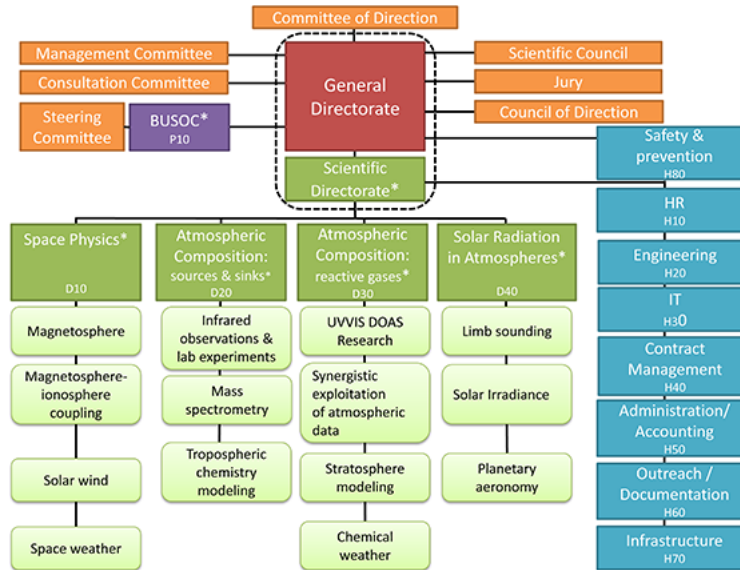 Committee of Direction
Management Committee
Consultation Committee
Steering
Committee
BUSOC*
P10
General
Directorate
Scientific Council
Jury
Council of Direction
Safety &
prevention
H80
Scientific
Directorate*
HR
H10
Engineering
H20
IT
H30
Contract
Management
H40
Administration/
Accounting
H50
Outreach /
Documentation
H60
Infrastructure
H70
Space Physics*
D10
Magnetosphere
Magnetosphere-
ionosphere
coupling
Solar wind
Space weather
Atmospheric
Composition:
sources & sinks*
D20
Infrared
observations &
lab experiments
Mass
spectrometry
Tropospheric
chemistry
modeling
Atmospheric
Composition:
reactive gases*
D30
UVVIS DOAS
Research
Synergistic
exploitation
of atmospheric
data
Stratosphere
modeling
Chemical
weather
Solar Radiation
in Atmospheres*
D40
Limb sounding
Solar Irradiance
Planetary
aeronomy